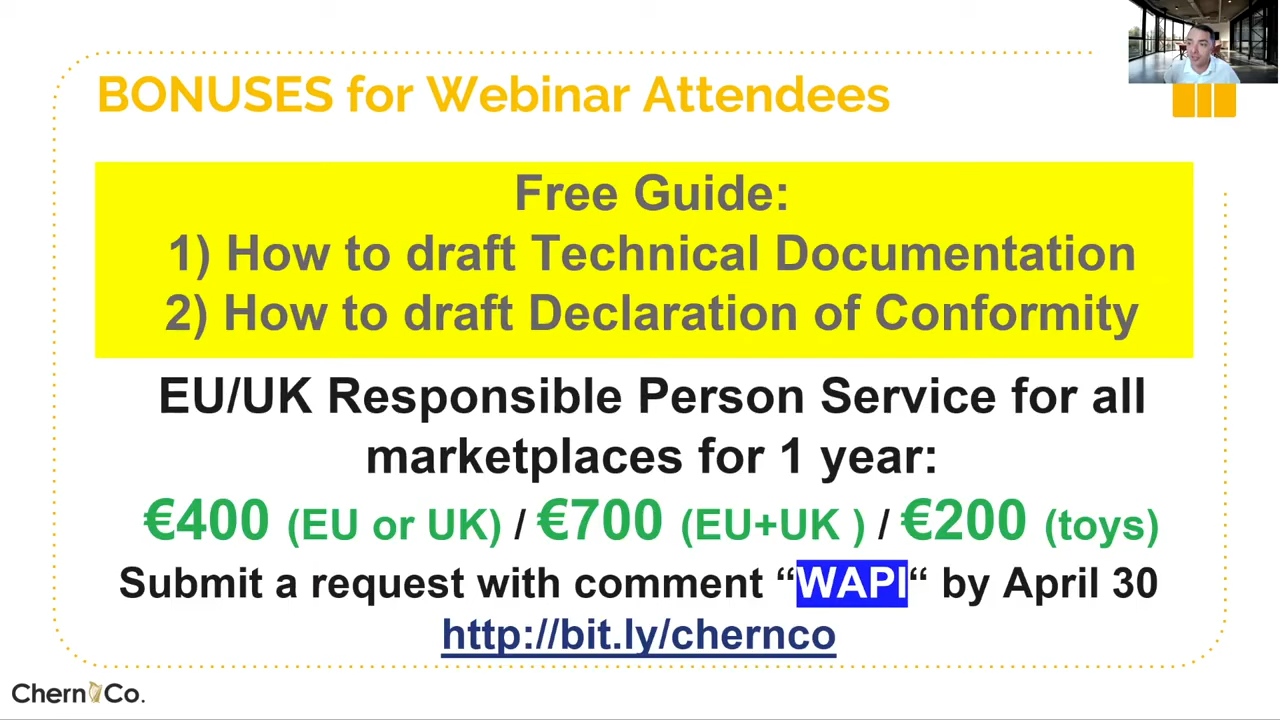 BONUSES for Webinar Attendees
Free Guide:
1) How to draft Technical Documentation
2) How to draft Declaration of Conformity
EU/UK Responsible Person Service for all
marketplaces for 1 year:
€400 (EU or UK) / €700 (EU+UK ) / €200 (toys)
Submit a request with comment “WAPI“ by April 30
http://bit.ly/chernco
Chern Co.